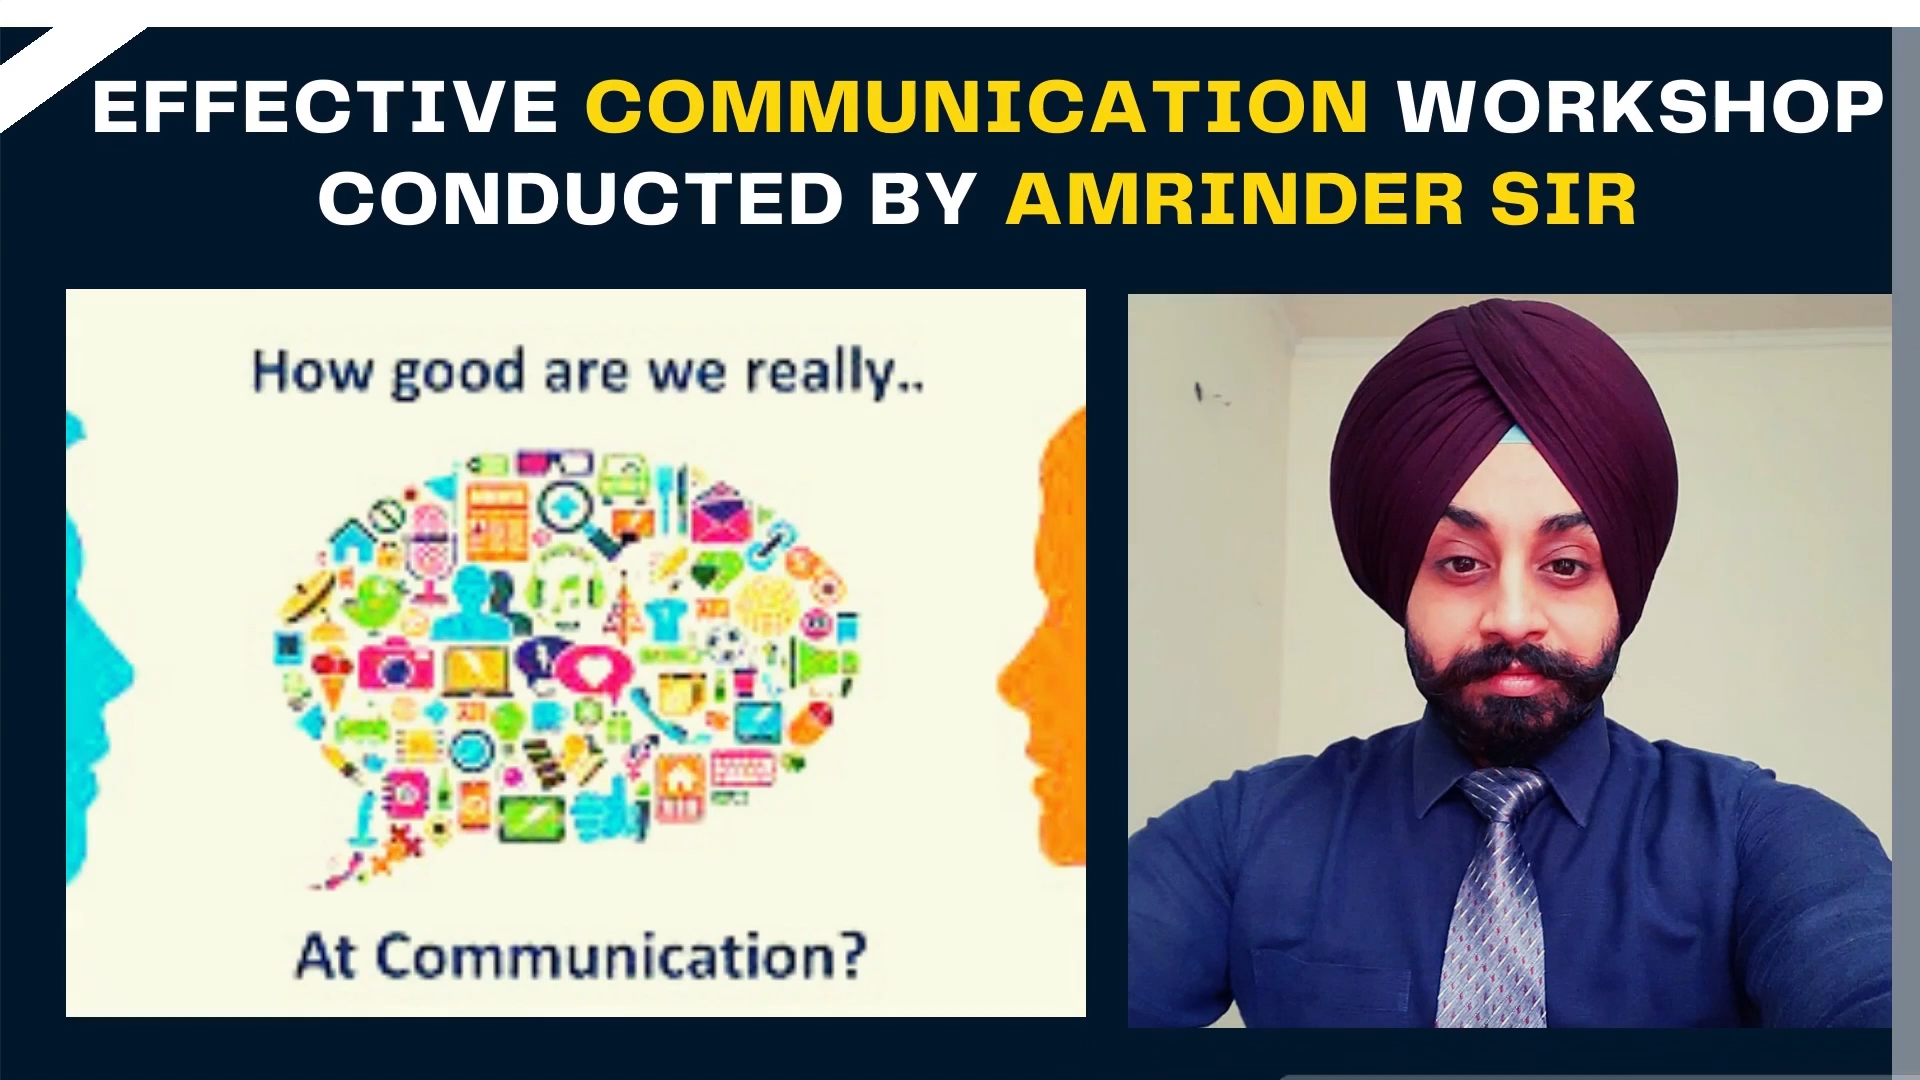 EFFECTIVE COMMUNICATION WORKSHOP
CONDUCTED BY AMRINDER SIR
How good are we really..
At Communication?